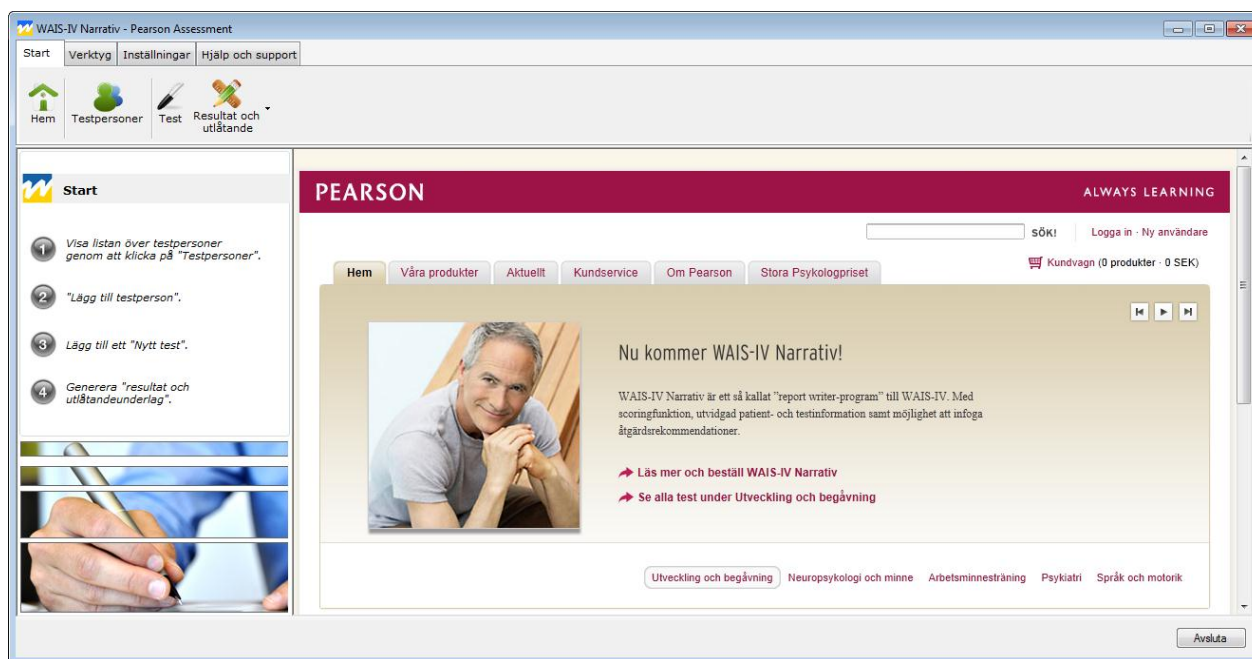 WAIS-IV Narrativ - Pearson Assessment
Start
Verktyg
Inställningar
Hjälp och support
Hem
Testpersoner
Test
Resultat och
utlåtande
Start
1
Visa listan över testpersoner
genom att klicka på "Testpersoner".
2
"Lägg till testperson".
3
Lägg till ett "Nytt test".
4
Generera "resultat och
utlåtandeunderlag".
PEARSON
ALWAYS LEARNING
SÖK!
Logga in · Ny användare
Kundvagn (0 produkter · 0 SEK)
Hem
Våra produkter
Aktuellt
Kundservice
Om Pearson
Stora Psykologpriset
Nu kommer WAIS-IV Narrativ!
WAIS-IV Narrativ är ett så kallat "report writer-program" till WAIS-IV. Med
scoringfunktion, utvidgad patient- och testinformation samt möjlighet att infoga
åtgärdsrekommendationer.
Läs mer och beställ WAIS-IV Narrativ
Se alla test under Utveckling och begåvning
Utveckling och begåvning
Neuropsykologi och minne
Arbetsminnesträning
Psykiatri
Språk och motorik
Avsluta